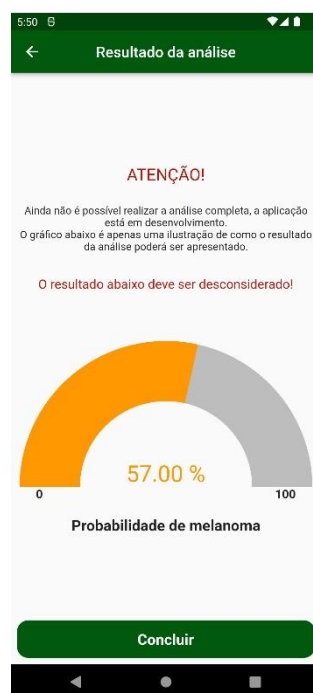 5:50
Resultado da análise
ATENÇÃO!
Ainda não é possível realizar a análise completa, a aplicação
está em desenvolvimento.
O gráfico abaixo é apenas uma ilustração de como o resultado
da análise poderá ser apresentado.
O resultado abaixo deve ser desconsiderado!
57.00 %
0 100
Probabilidade de melanoma
Concluir